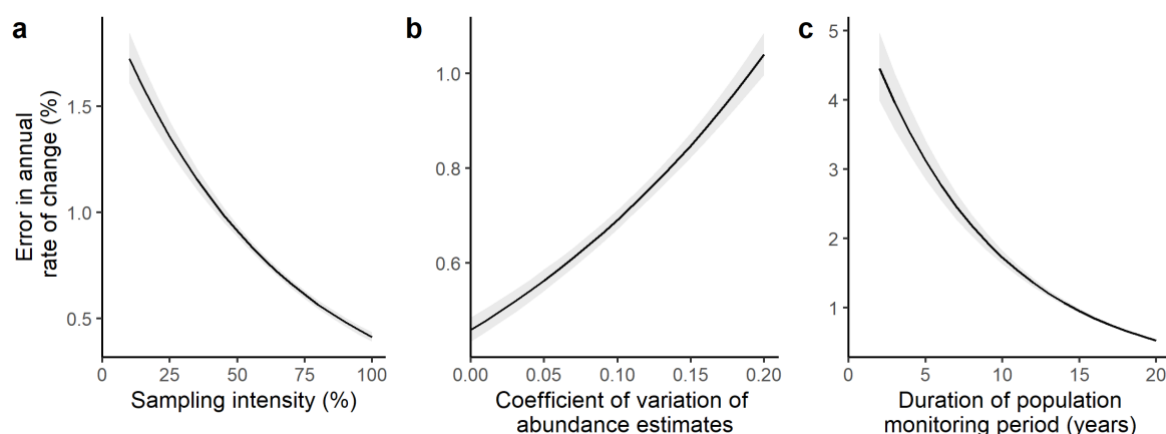 a
Error in annual
rate of change (%)
1.5
1.0
0.5
0
25
50
75
100
Sampling intensity (%)
b
1.0
0.8
0.6
0.00
0.05
0.10
0.15
0.20
Coefficient of variation of
abundance estimates
c
5
4
3
2
1
0
5
10
15
20
Duration of population
monitoring period (years)